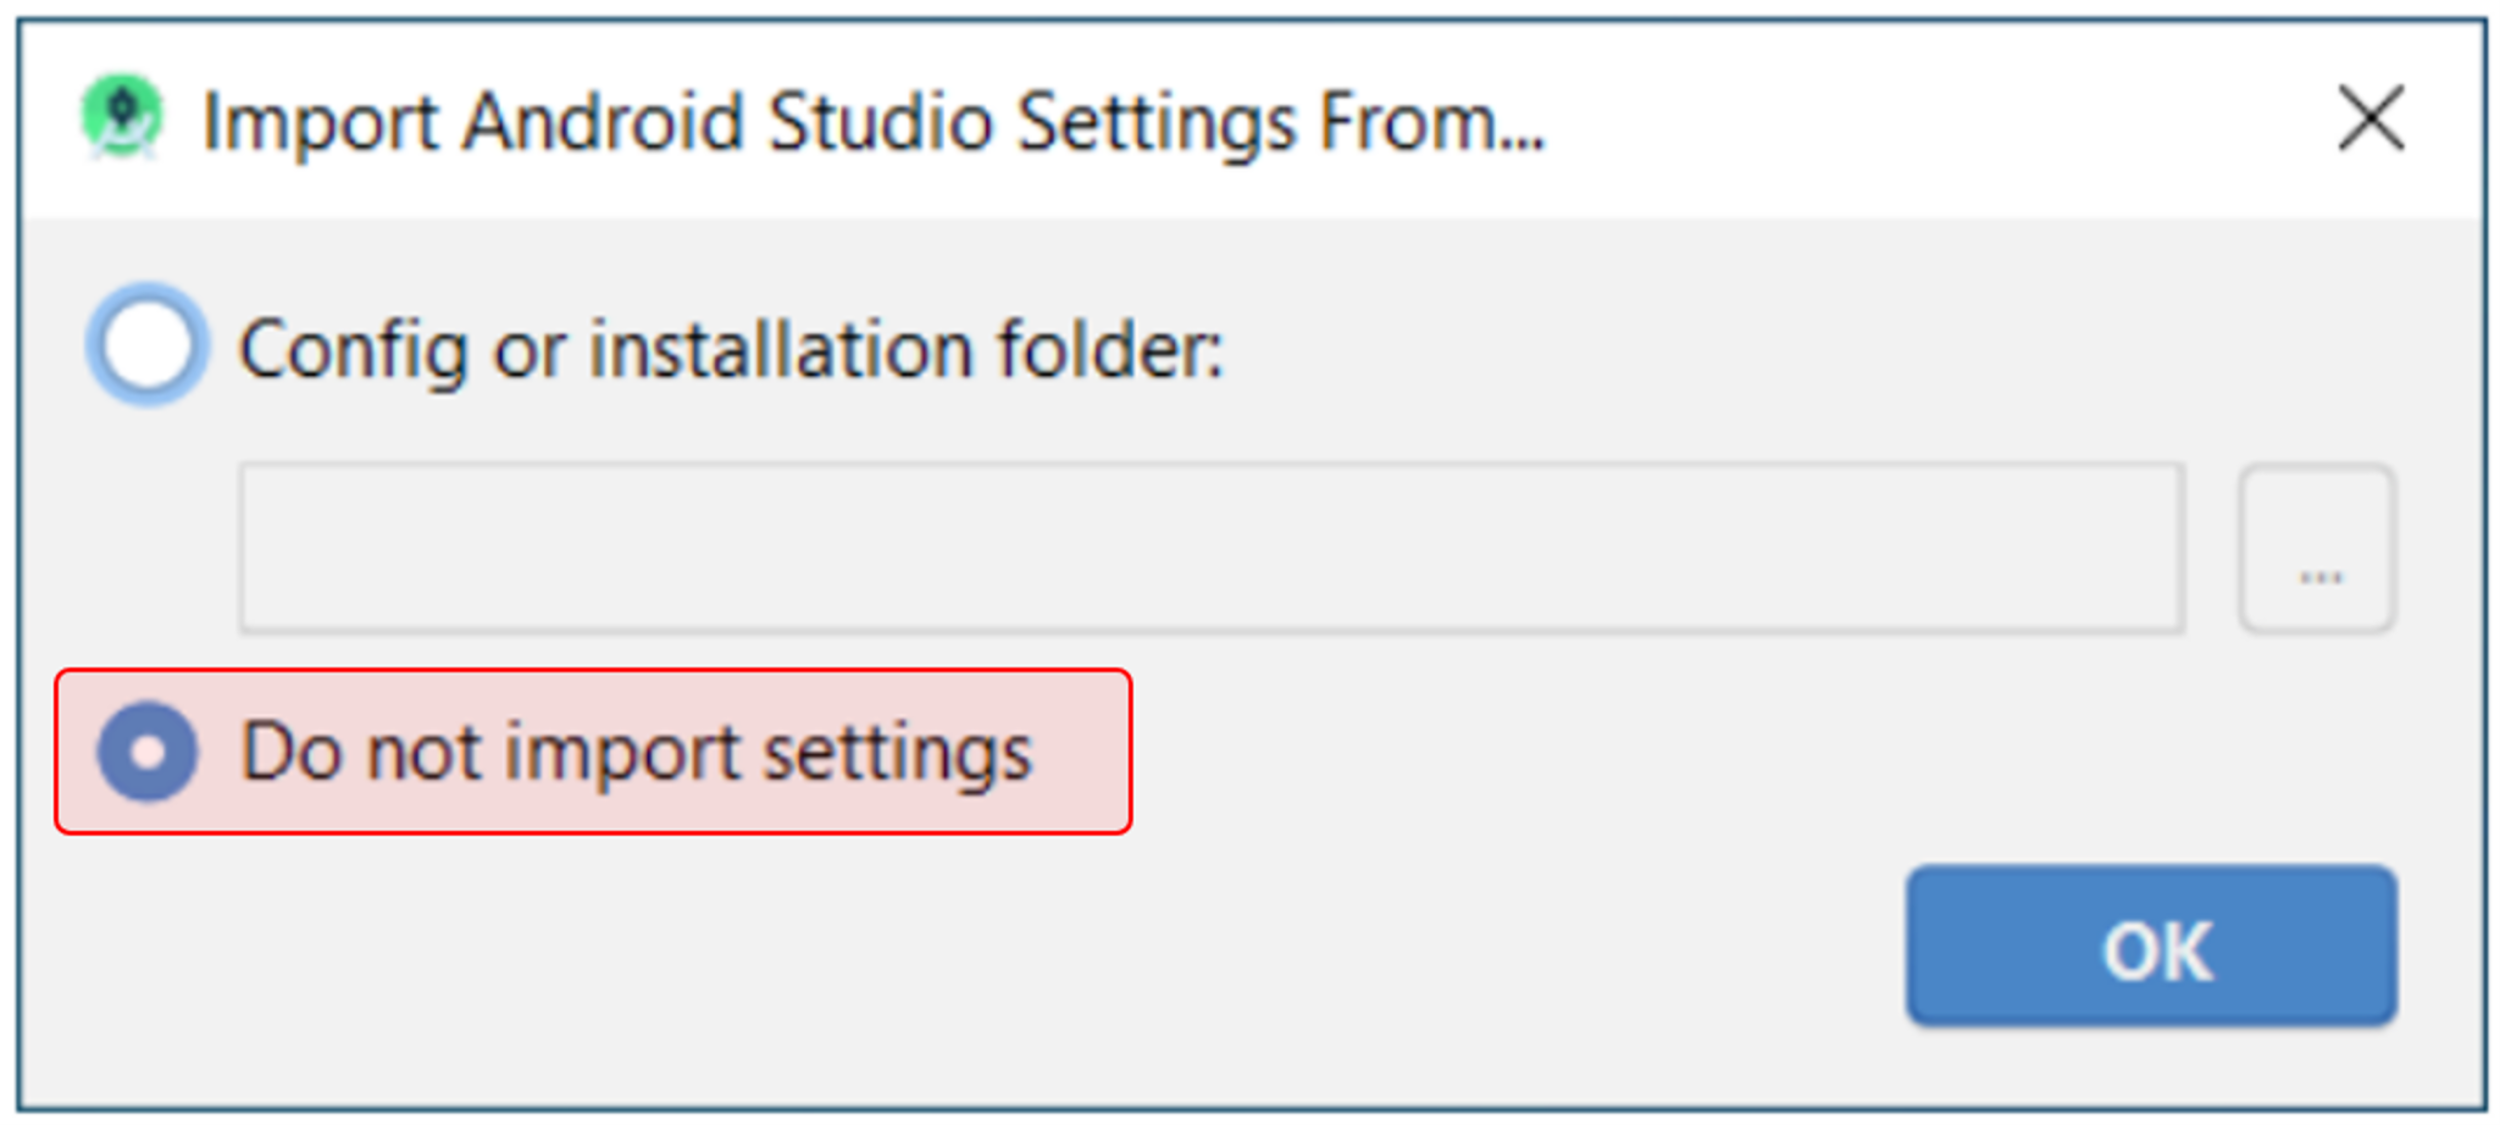 Import Android Studio Settings From...
Config or installation folder:
...
Do not import settings
OK